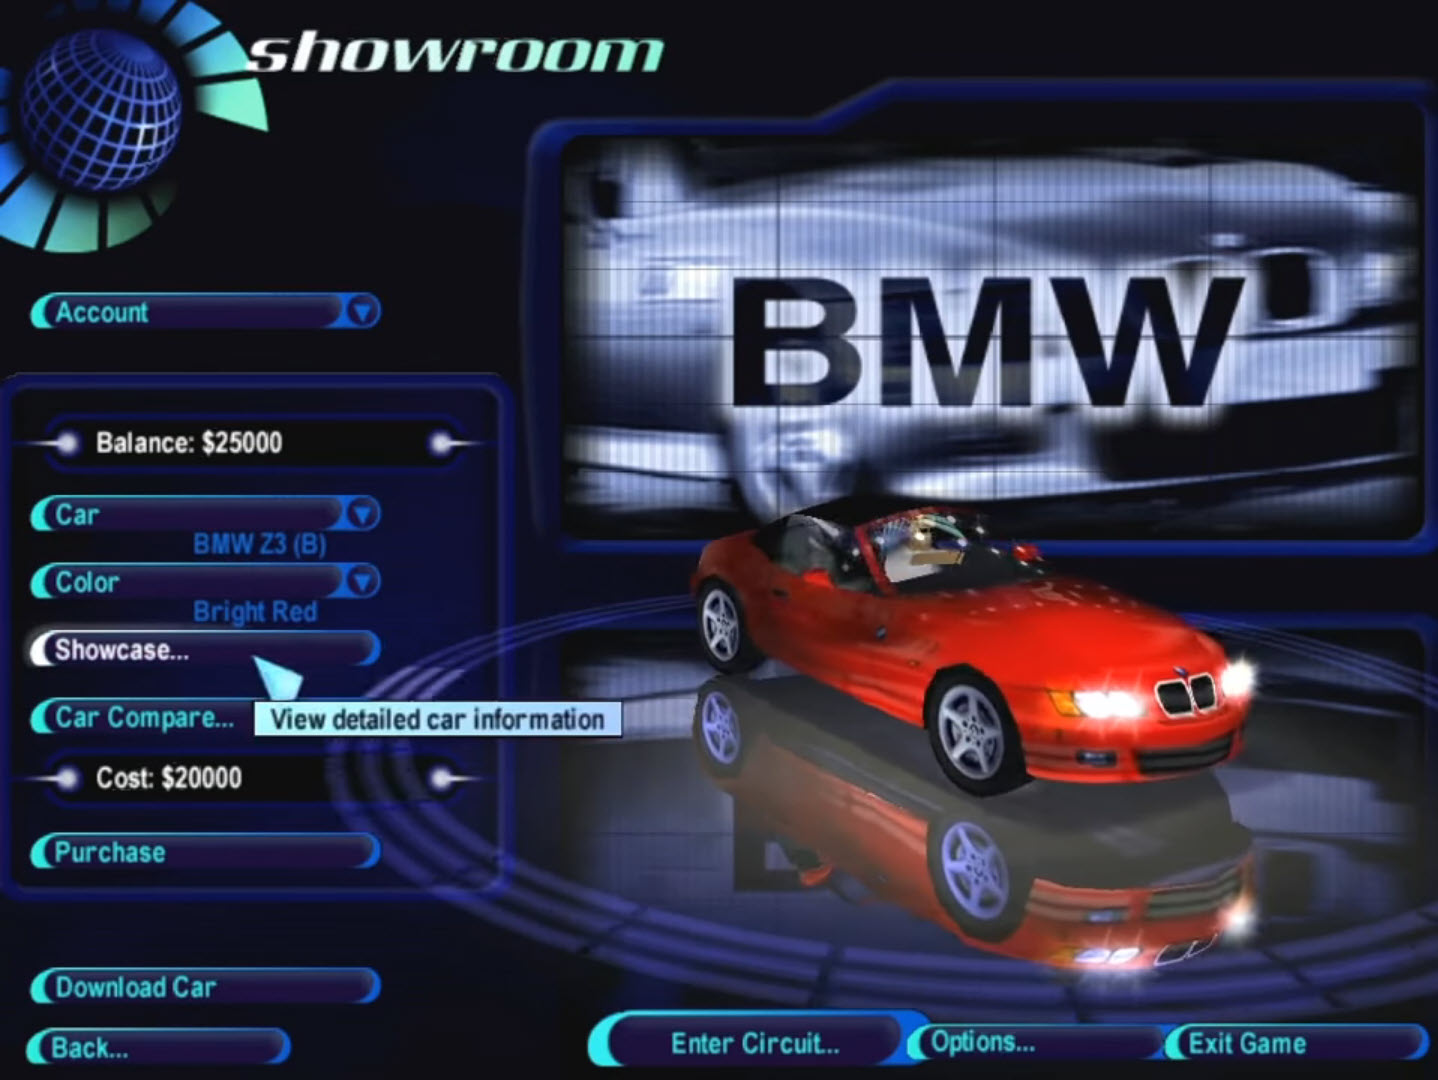 showroom
BMW
Account
Balance: $25000
Car
BMW Z3 (B)
Color
Bright Red
Showcase...
Car Compare...
View detailed car information
Cost: $20000
Purchase
Download Car
Back...
Enter Circuit...
Options...
Exit Game